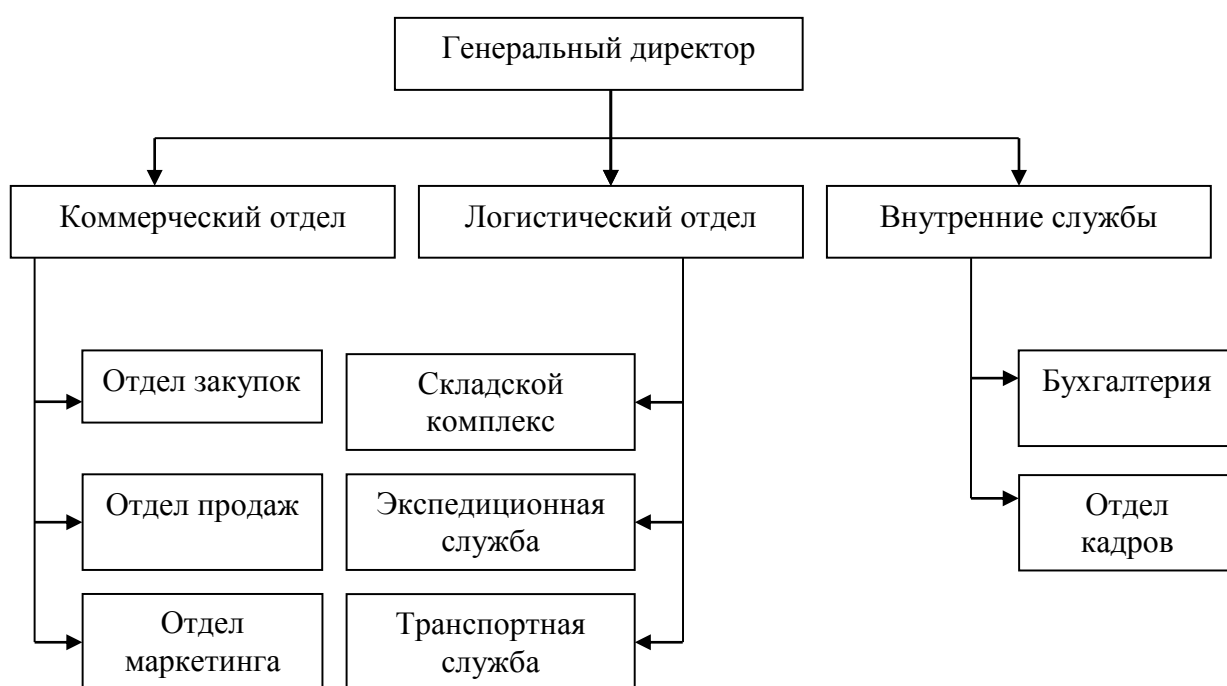 Генеральный директор
Коммерческий отдел
Логистический отдел
Внутренние службы
Отдел закупок
Складской
комплекс
Бухгалтерия
Отдел продаж
Экспедиционная
служба
Отдел
кадров
Отдел
маркетинга
Транспортная
служба